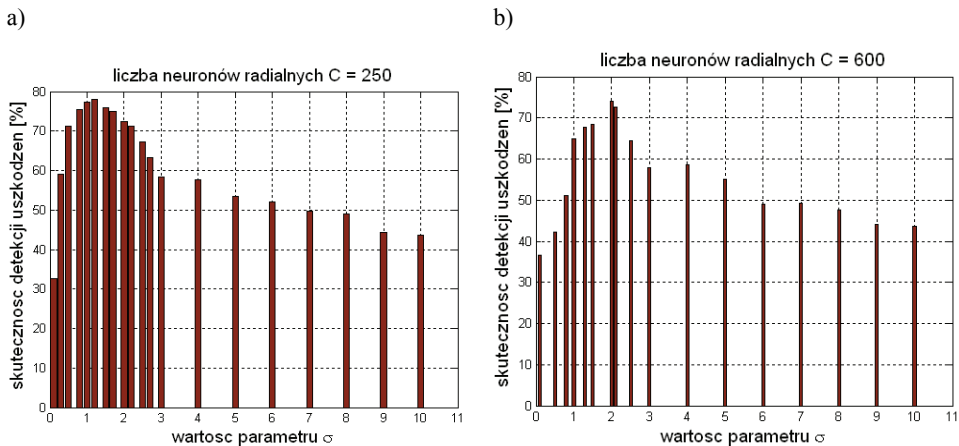 a)
b)
liczba neuronów radialnych C = 250
skutecznosc detekcji uszkodzen [%]
80
70
60
50
40
30
20
10
0
0 1 2 3 4 5 6 7 8 9 10 11
wartosc parametru σ
liczba neuronów radialnych C = 600
skutecznosc detekcji uszkodzen [%]
80
70
60
50
40
30
20
10
0
0 1 2 3 4 5 6 7 8 9 10 11
wartosc parametru σ